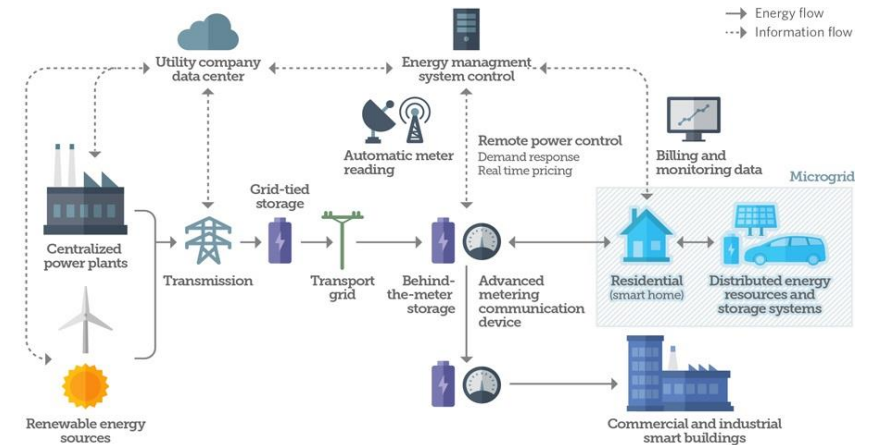 Energy flow
Information flow
Utility company
data center
Energy managment
system control
Automatic meter
reading
Remote power control
Demand response
Real time pricing
Billing and
monitoring data
Microgrid
Grid-tied
storage
Centralized
power plants
Transmission
Transport
grid
Behind-
the-meter
storage
Advanced
metering
communication
device
Residential
(smart home)
Distributed energy
resources and
storage systems
Renewable energy
sources
Commercial and industrial
smart buildings